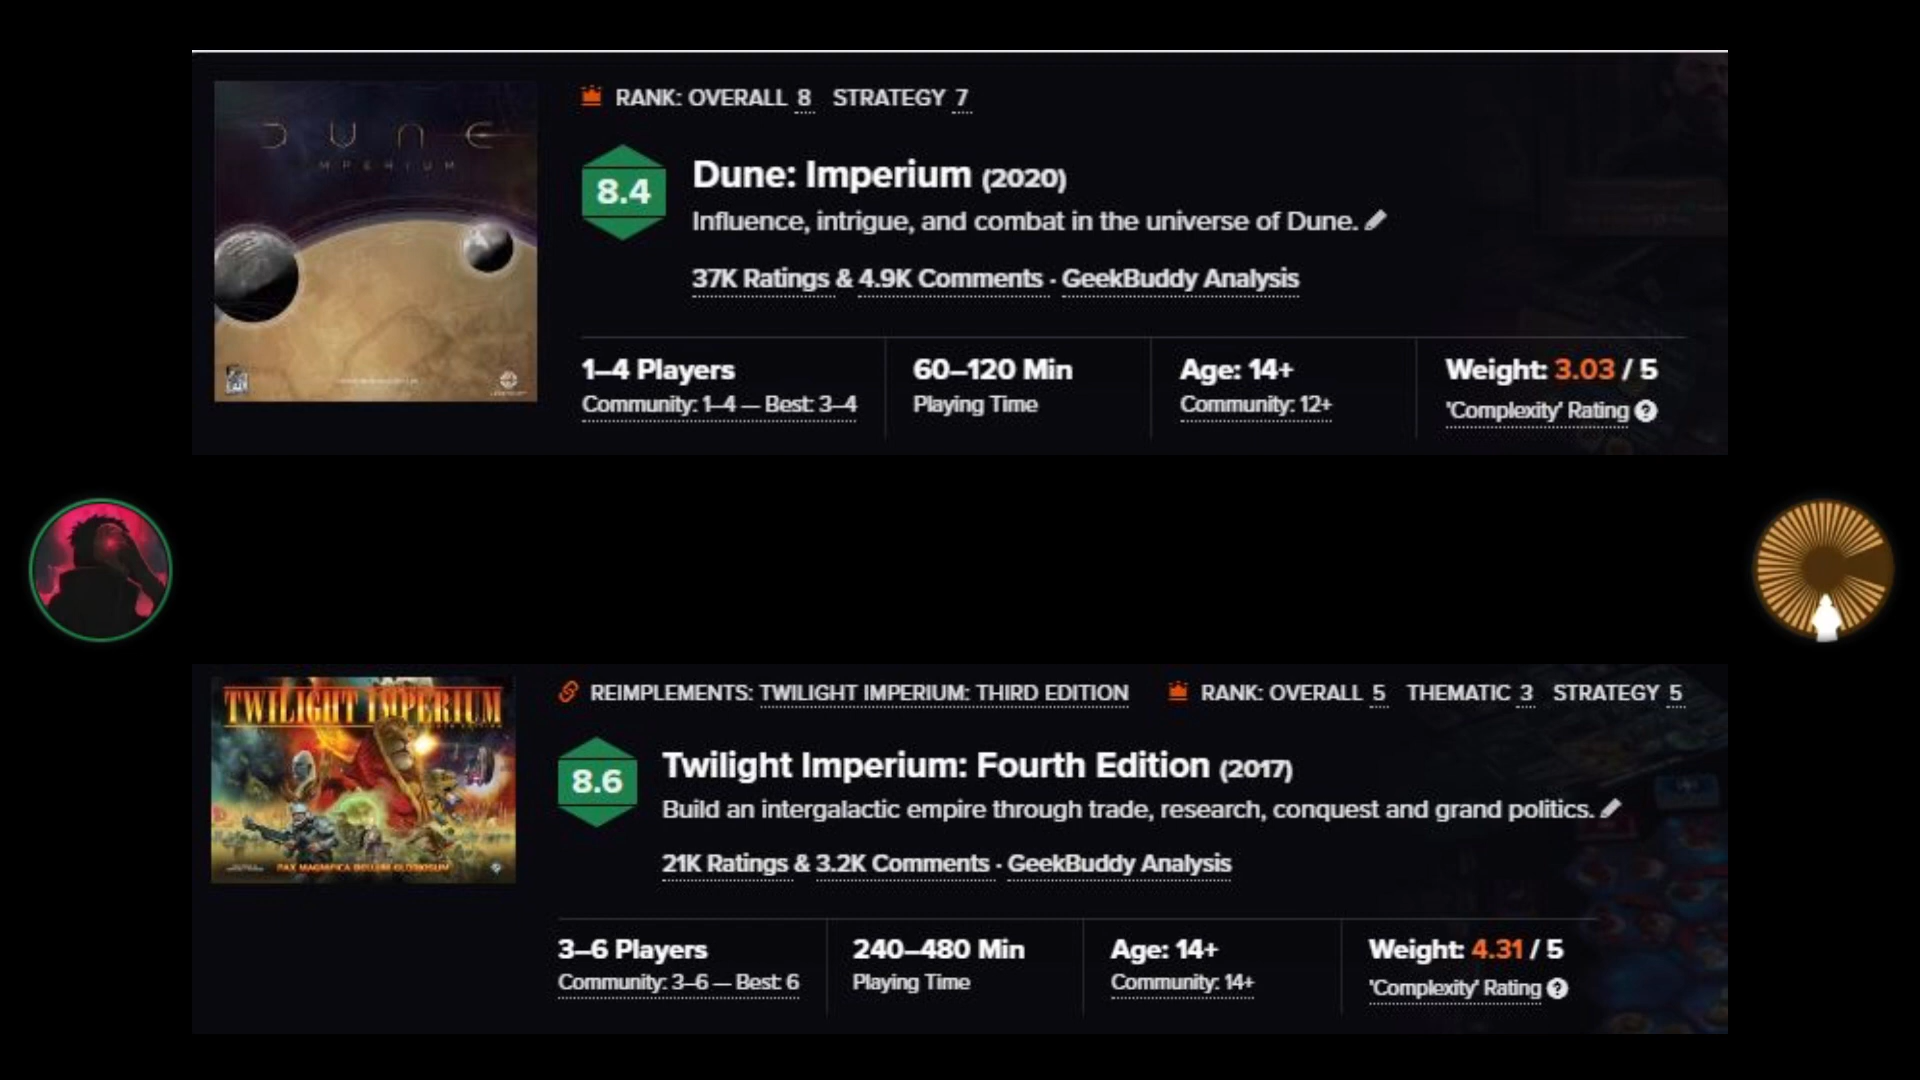 RANK: OVERALL 8 STRATEGY 7
DUNE
IMPERIUM
8.4
Dune: Imperium (2020)
Influence, intrigue, and combat in the universe of Dune.
37K Ratings & 4.9K Comments · GeekBuddy Analysis
1–4 Players
Community: 1–4 — Best: 3–4
60–120 Min
Playing Time
Age: 14+
Community: 12+
Weight: 3.03 / 5
'Complexity' Rating ?
REIMPLEMENTS: TWILIGHT IMPERIUM: THIRD EDITION RANK: OVERALL 5 THEMATIC 3 STRATEGY 5
TWILIGHT IMPERIUM
PAX MAGNIFICA BELLUM GLORIOSUM
8.6
Twilight Imperium: Fourth Edition (2017)
Build an intergalactic empire through trade, research, conquest and grand politics.
21K Ratings & 3.2K Comments · GeekBuddy Analysis
3–6 Players
Community: 3–6 — Best: 6
240–480 Min
Playing Time
Age: 14+
Community: 14+
Weight: 4.31 / 5
'Complexity' Rating ?